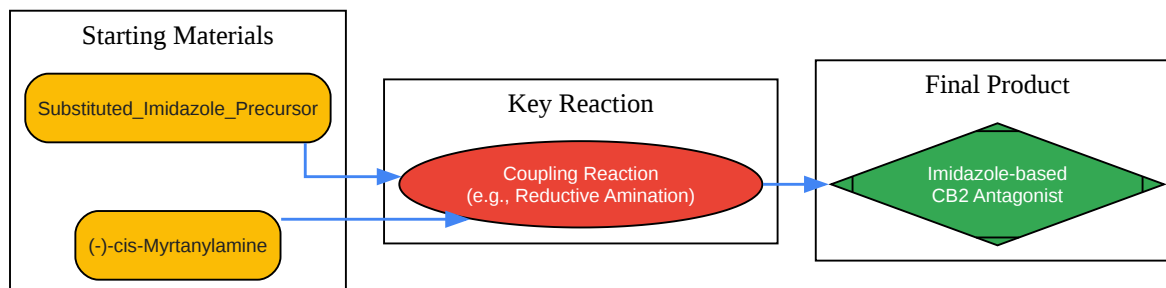 Starting Materials
Substituted_Imidazole_Precursor
(-)-cis-Myrtanylamine
Key Reaction
Coupling Reaction
(e.g., Reductive Amination)
Final Product
Imidazole-based
CB2 Antagonist